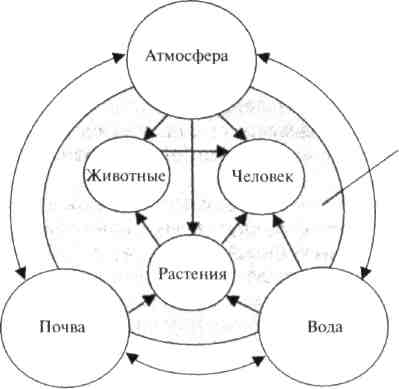 Атмосфера
Животные
Человек
Растения
Почва
Вода